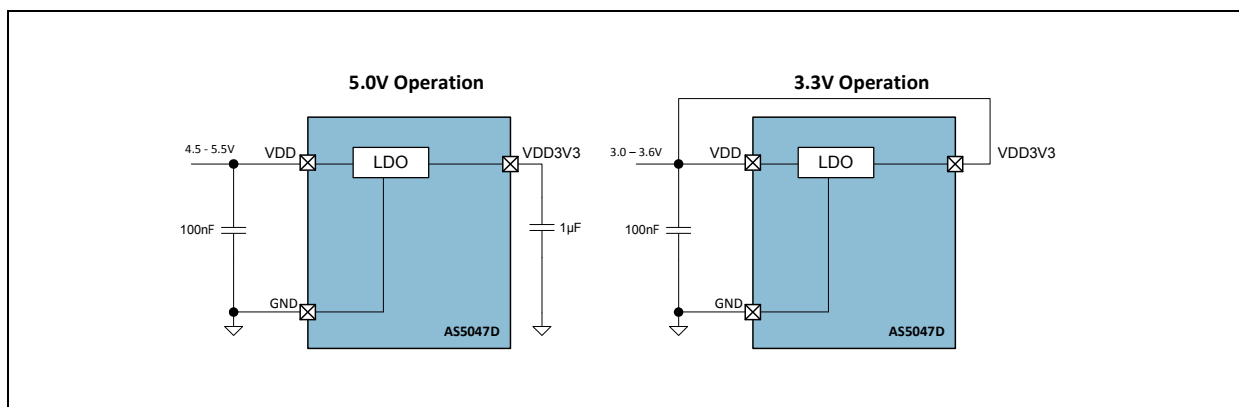 5.0V Operation
3.3V Operation
4.5 - 5.5V
VDD
LDO
VDD3V3
100nF
1µF
GND
AS5047D
3.0 – 3.6V
VDD
LDO
VDD3V3
100nF
GND
AS5047D